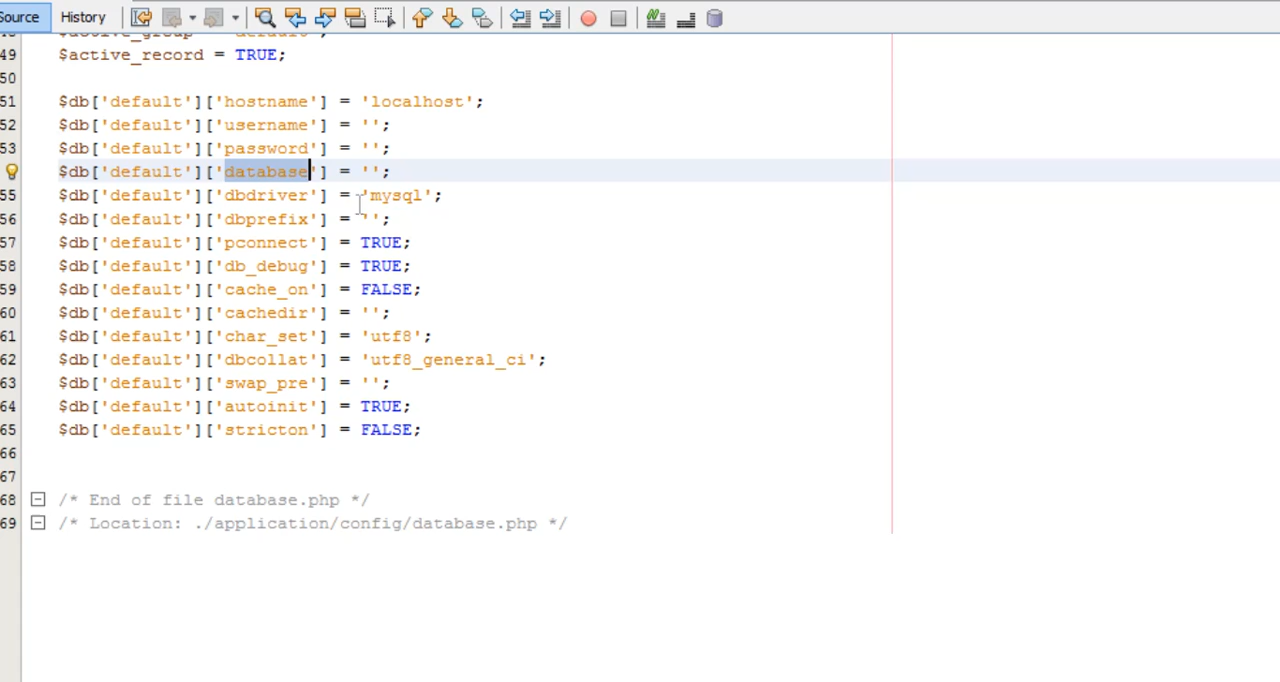 Source History
$active_group = 'default';
49 $active_record = TRUE;
50
51 $db['default']['hostname'] = 'localhost';
52 $db['default']['username'] = '';
53 $db['default']['password'] = '';
$db['default']['database'] = '';
55 $db['default']['dbdriver'] = 'mysql';
56 $db['default']['dbprefix'] = '';
57 $db['default']['pconnect'] = TRUE;
58 $db['default']['db_debug'] = TRUE;
59 $db['default']['cache_on'] = FALSE;
60 $db['default']['cachedir'] = '';
61 $db['default']['char_set'] = 'utf8';
62 $db['default']['dbcollat'] = 'utf8_general_ci';
63 $db['default']['swap_pre'] = '';
64 $db['default']['autoinit'] = TRUE;
65 $db['default']['stricton'] = FALSE;
66
67
68 /* End of file database.php */
69 /* Location: ./application/config/database.php */